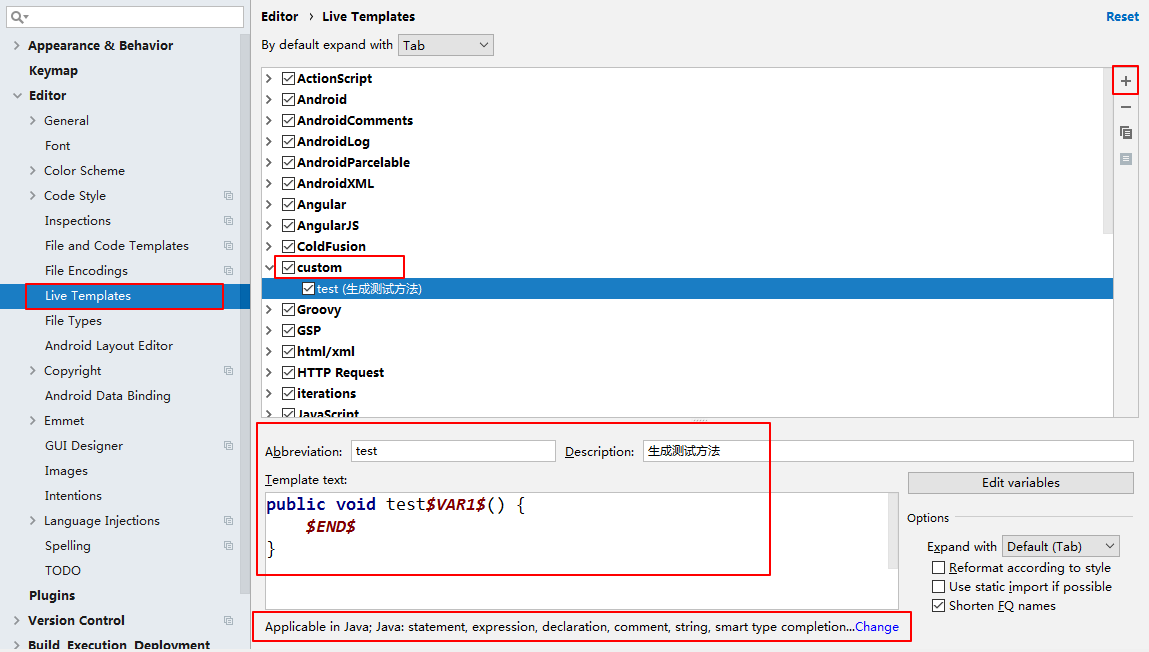 Appearance & Behavior
Keymap
Editor
General
Font
Color Scheme
Code Style
Inspections
File and Code Templates
File Encodings
Live Templates
File Types
Android Layout Editor
Copyright
Android Data Binding
Emmet
GUI Designer
Images
Intentions
Language Injections
Spelling
TODO
Plugins
Version Control
Build, Execution, Deployment
Editor › Live Templates
Reset
By default expand with Tab
ActionScript
Android
AndroidComments
AndroidLog
AndroidParcelable
AndroidXML
Angular
AngularJS
ColdFusion
custom
test (生成测试方法)
Groovy
GSP
html/xml
HTTP Request
iterations
JavaScript
Abbreviation: test Description: 生成测试方法
Template text:
public void test$VAR1$() {
$END$
}
Edit variables
Options
Expand with Default (Tab)
Reformat according to style
Use static import if possible
Shorten FQ names
Applicable in Java; Java: statement, expression, declaration, comment, string, smart type completion...Change